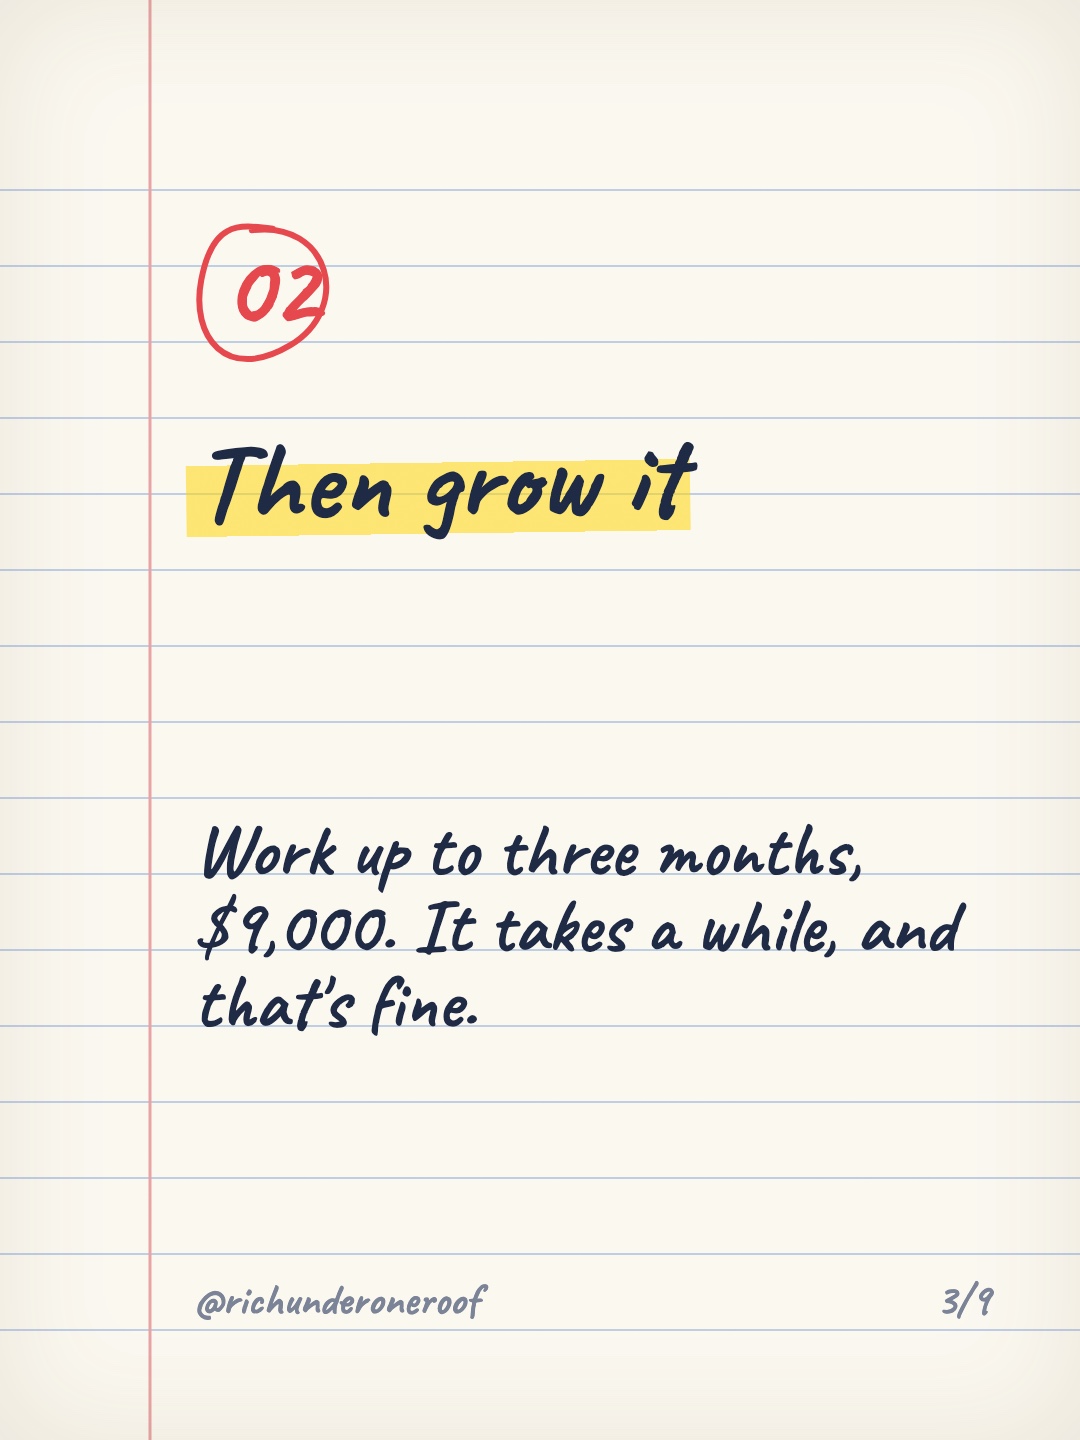 02
Then grow it
Work up to three months,
$9,000. It takes a while, and
that's fine.
@richunderoneroof
3/9